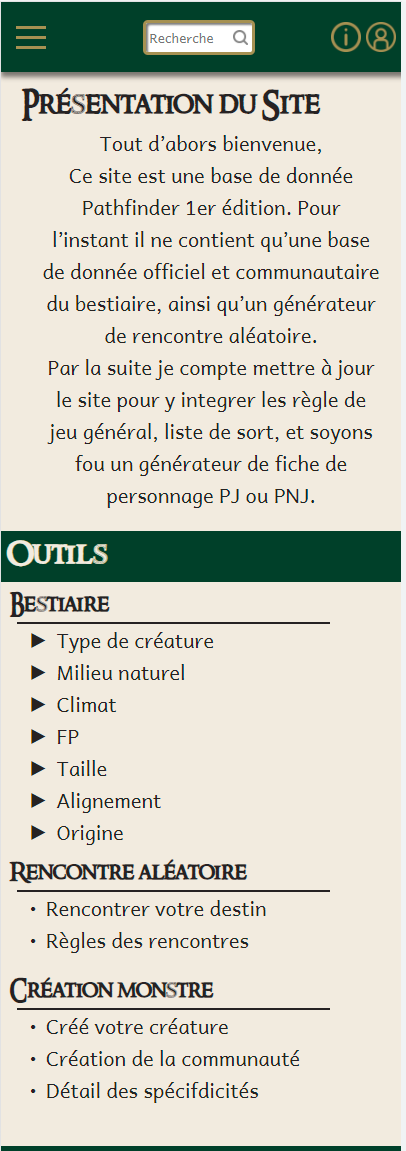 Recherche
Présentation du Site
Tout d’abors bienvenue,
Ce site est une base de donnée
Pathfinder 1er édition. Pour
l’instant il ne contient qu’une base
de donnée officiel et communautaire
du bestiaire, ainsi qu’un générateur
de rencontre aléatoire.
Par la suite je compte mettre à jour
le site pour y integrer les règle de
jeu général, liste de sort, et soyons
fou un générateur de fiche de
personnage PJ ou PNJ.
Outils
Bestiaire
▶ Type de créature
▶ Milieu naturel
▶ Climat
▶ FP
▶ Taille
▶ Alignement
▶ Origine
Rencontre aléatoire
• Rencontrer votre destin
• Règles des rencontres
Création monstre
• Créé votre créature
• Création de la communauté
• Détail des spécifdicités